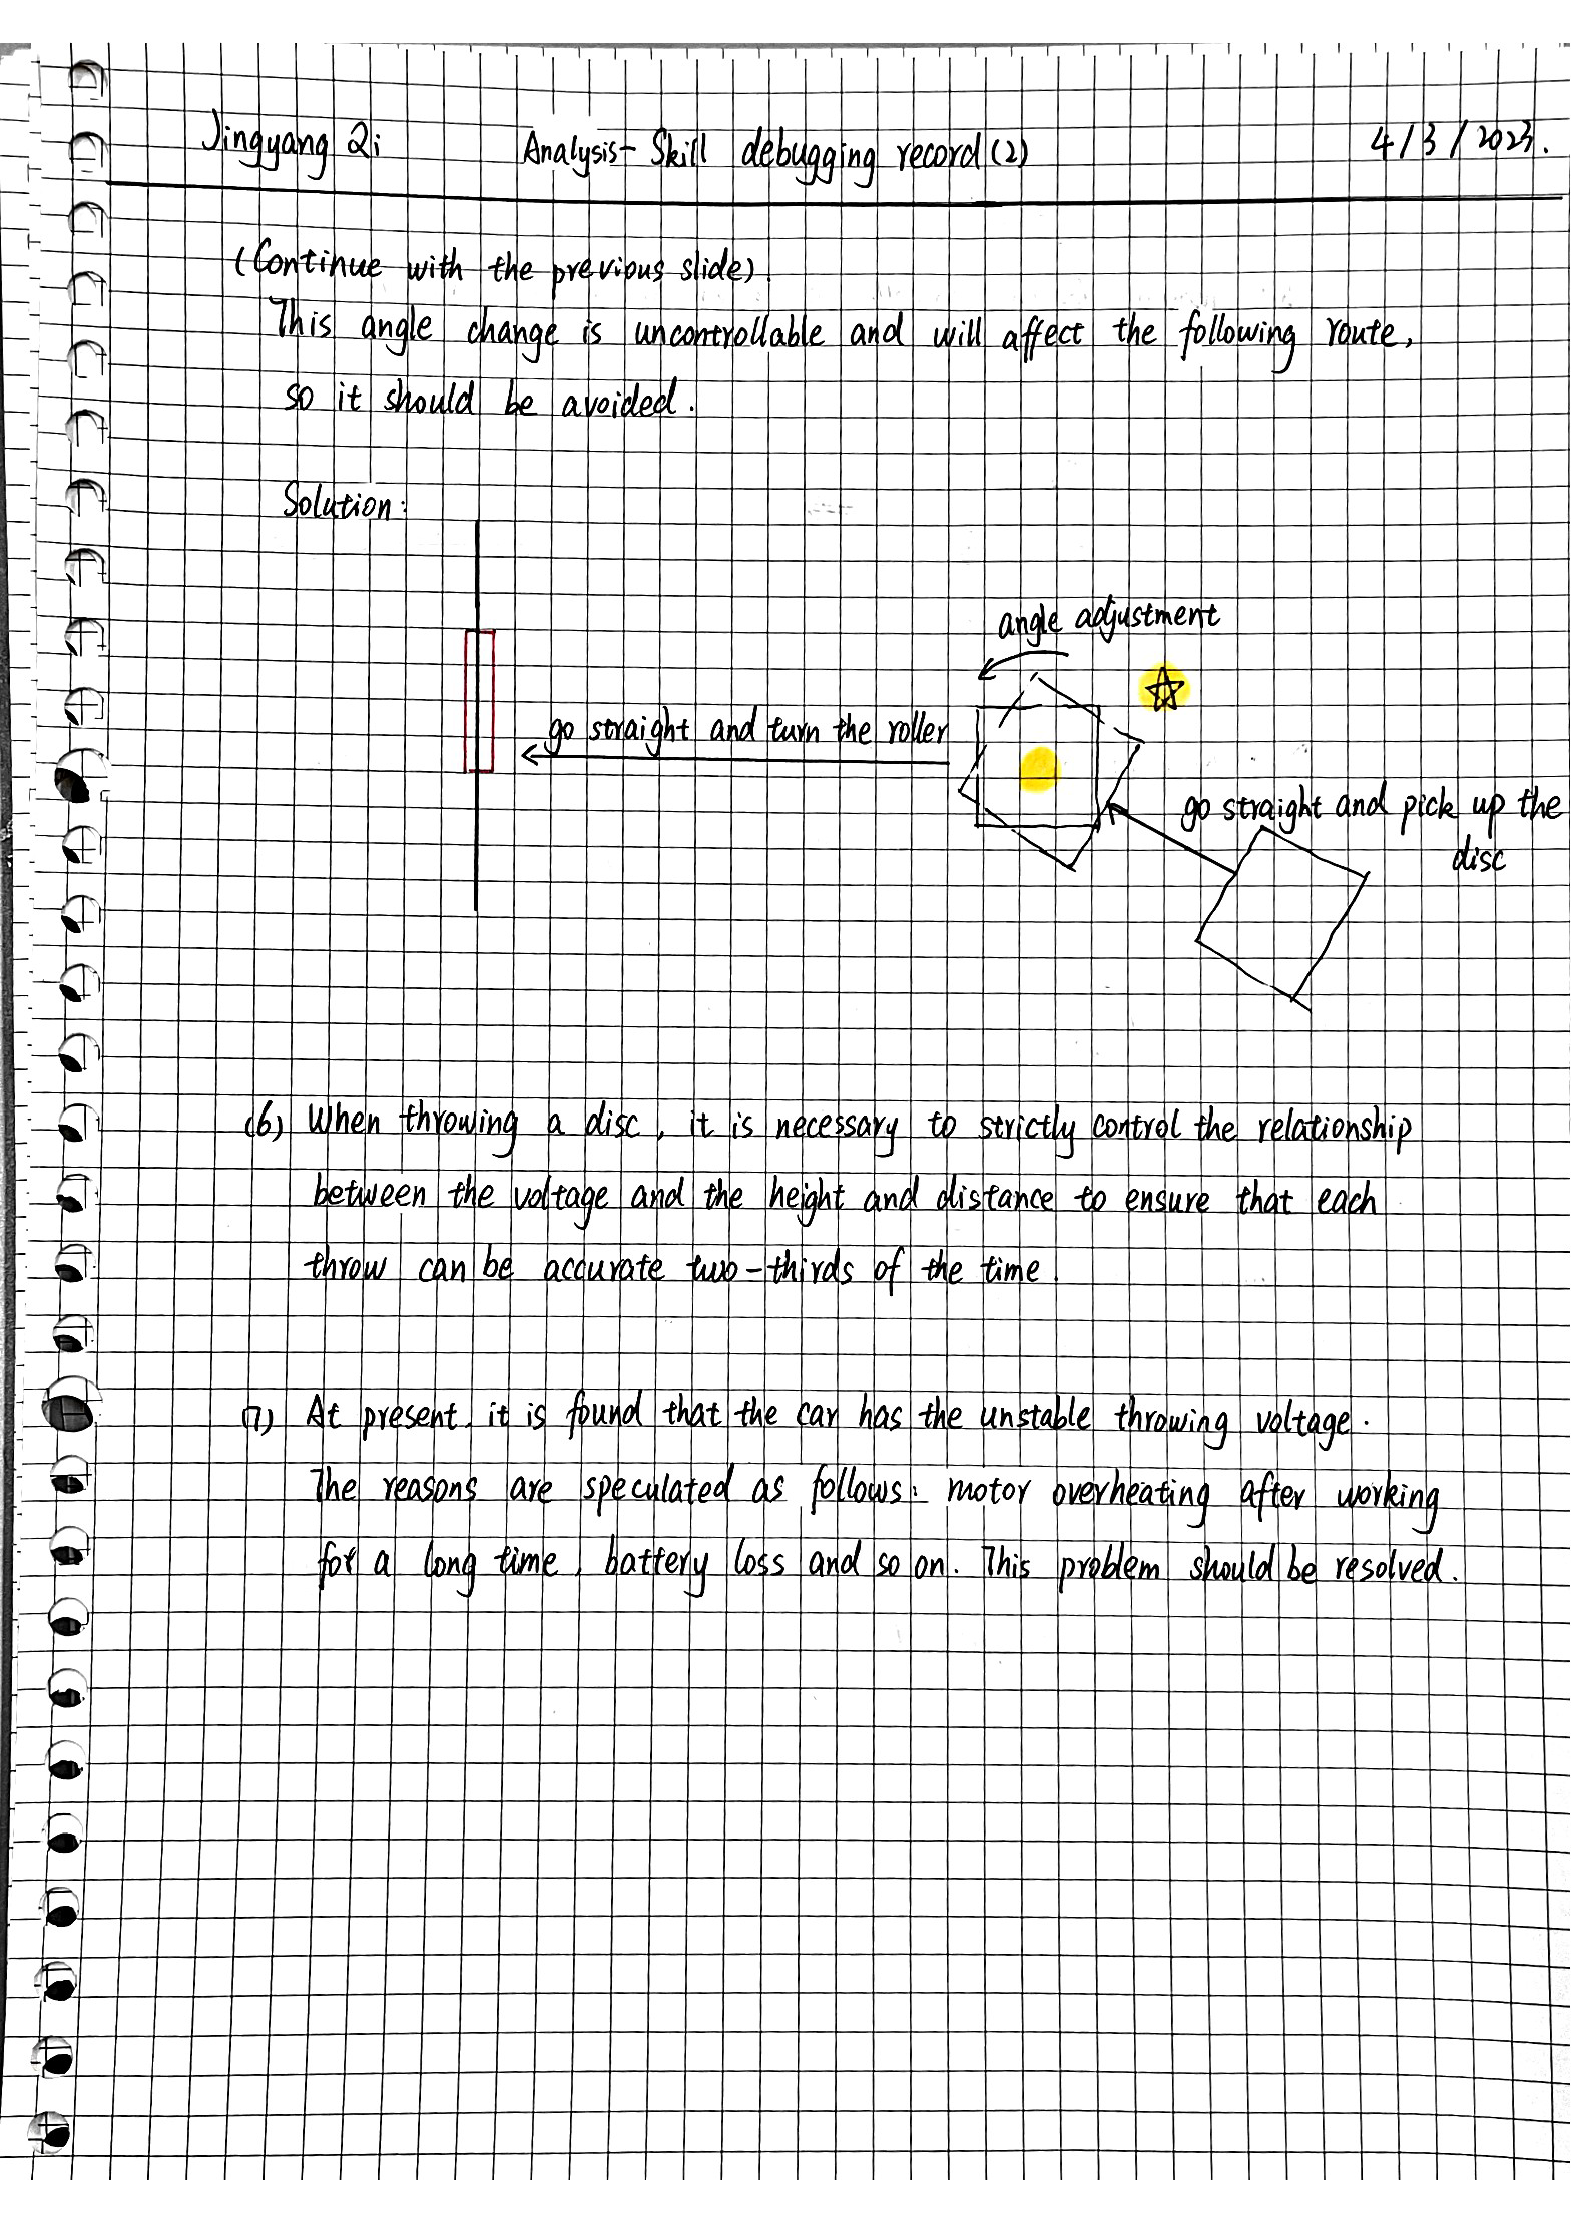 Jingyang Qi Analysis - Skill debugging record (2) 4/3/2023.
(Continue with the previous slide).
This angle change is uncontrollable and will affect the following route,
so it should be avoided.
Solution:
angle adjustment
go straight and turn the roller
go straight and pick up the
disc
(6) When throwing a disc, it is necessary to strictly control the relationship
between the voltage and the height and distance to ensure that each
throw can be accurate two-thirds of the time.
(7) At present, it is found that the car has the unstable throwing voltage.
The reasons are speculated as follows: motor overheating after working
for a long time, battery loss and so on. This problem should be resolved.